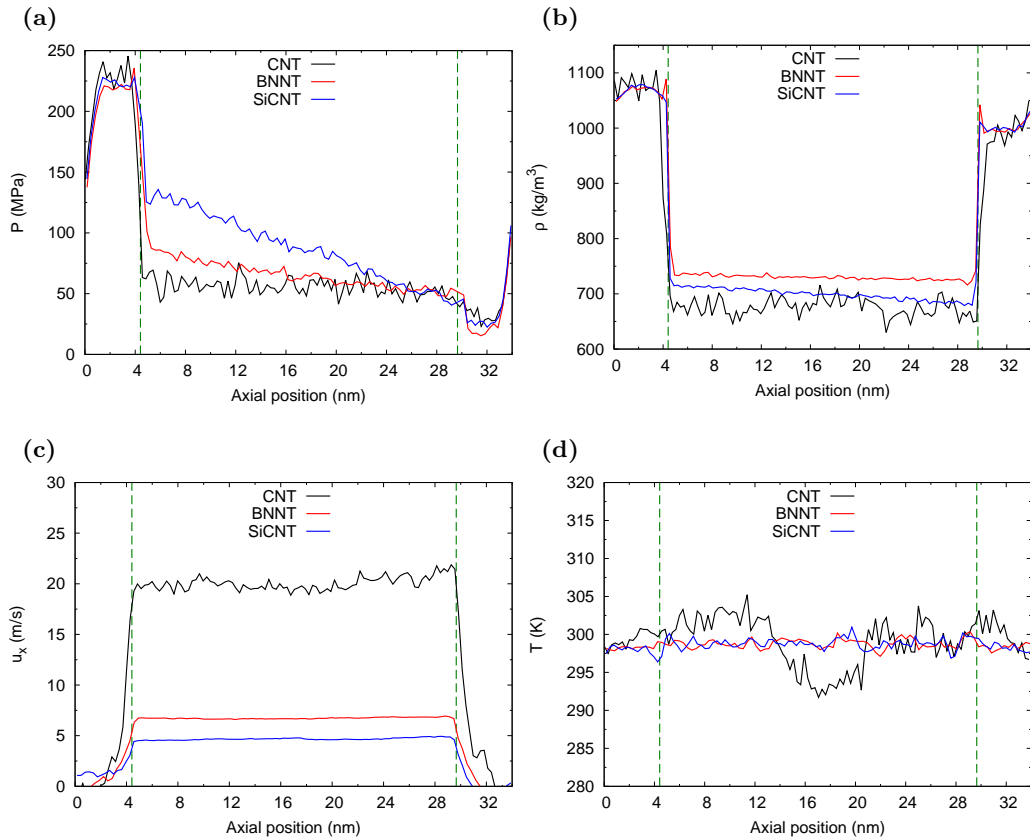 (a)
250
200
150
100
50
0
P (MPa)
CNT
BNNT
SiCNT
0 4 8 12 16 20 24 28 32
Axial position (nm)
(b)
1100
1000
900
800
700
600
ρ (kg/m³)
CNT
BNNT
SiCNT
0 4 8 12 16 20 24 28 32
Axial position (nm)
(c)
30
25
20
15
10
5
0
uₓ (m/s)
CNT
BNNT
SiCNT
0 4 8 12 16 20 24 28 32
Axial position (nm)
(d)
320
315
310
305
300
295
290
285
280
T (K)
CNT
BNNT
SiCNT
0 4 8 12 16 20 24 28 32
Axial position (nm)